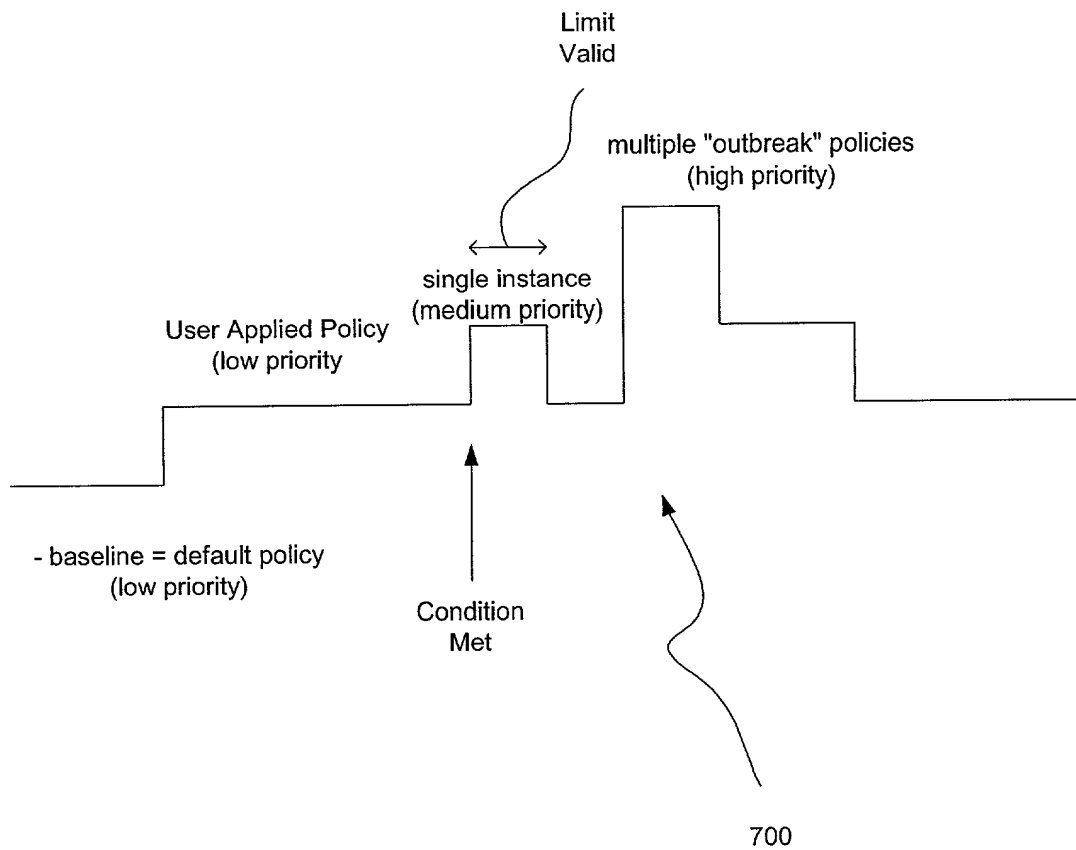 Limit
Valid
multiple "outbreak" policies
(high priority)
single instance
(medium priority)
User Applied Policy
(low priority
- baseline = default policy
(low priority)
Condition
Met
700